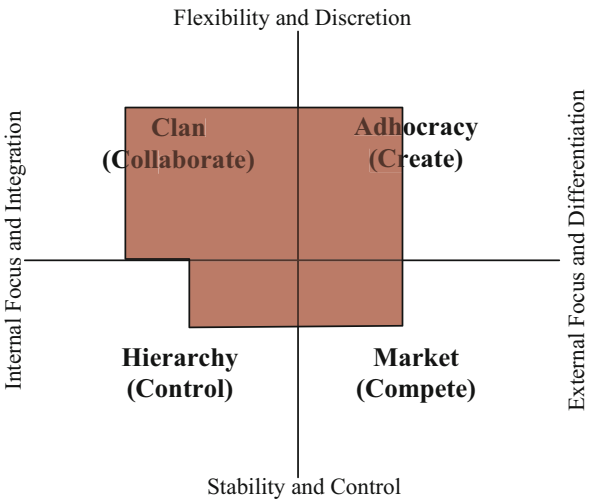 Flexibility and Discretion
Internal Focus and Integration
Clan
(Collaborate)
Adhocracy
(Create)
External Focus and Differentiation
Hierarchy
(Control)
Market
(Compete)
Stability and Control